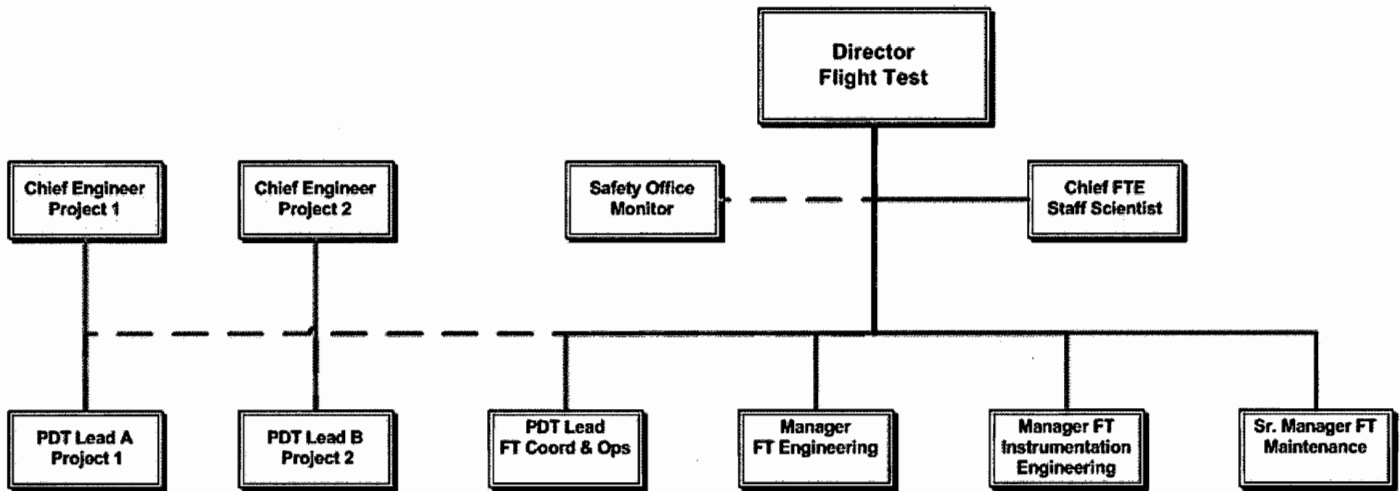 Director
Flight Test
Chief Engineer
Project 1
Chief Engineer
Project 2
Safety Office
Monitor
Chief FTE
Staff Scientist
PDT Lead A
Project 1
PDT Lead B
Project 2
PDT Lead
FT Coord & Ops
Manager
FT Engineering
Manager FT
Instrumentation
Engineering
Sr. Manager FT
Maintenance